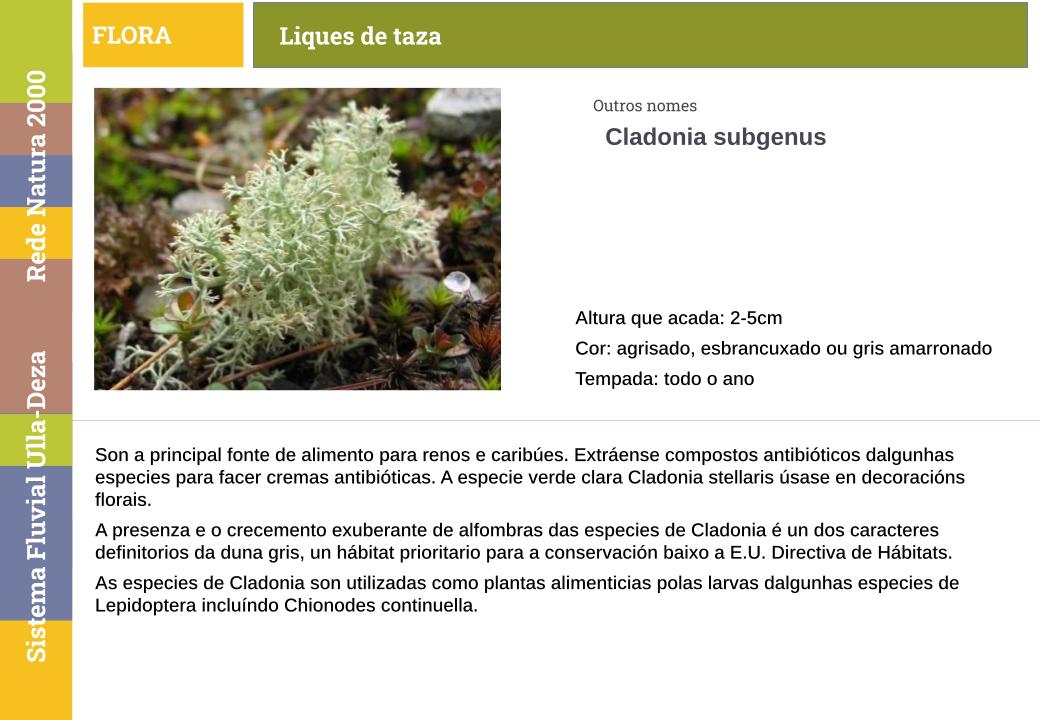 FLORA
Liques de taza
Outros nomes
Cladonia subgenus
Altura que acada: 2-5cm
Cor: agrisado, esbrancuxado ou gris amarronado
Tempada: todo o ano
Son a principal fonte de alimento para renos e caribúes. Extráense compostos antibióticos dalgunhas
especies para facer cremas antibióticas. A especie verde clara Cladonia stellaris úsase en decoracións
florais.
A presenza e o crecemento exuberante de alfombras das especies de Cladonia é un dos caracteres
definitorios da duna gris, un hábitat prioritario para a conservación baixo a E.U. Directiva de Hábitats.
As especies de Cladonia son utilizadas como plantas alimenticias polas larvas dalgunhas especies de
Lepidoptera incluíndo Chionodes continuella.
Sistema Fluvial Ulla-Deza Rede Natura 2000